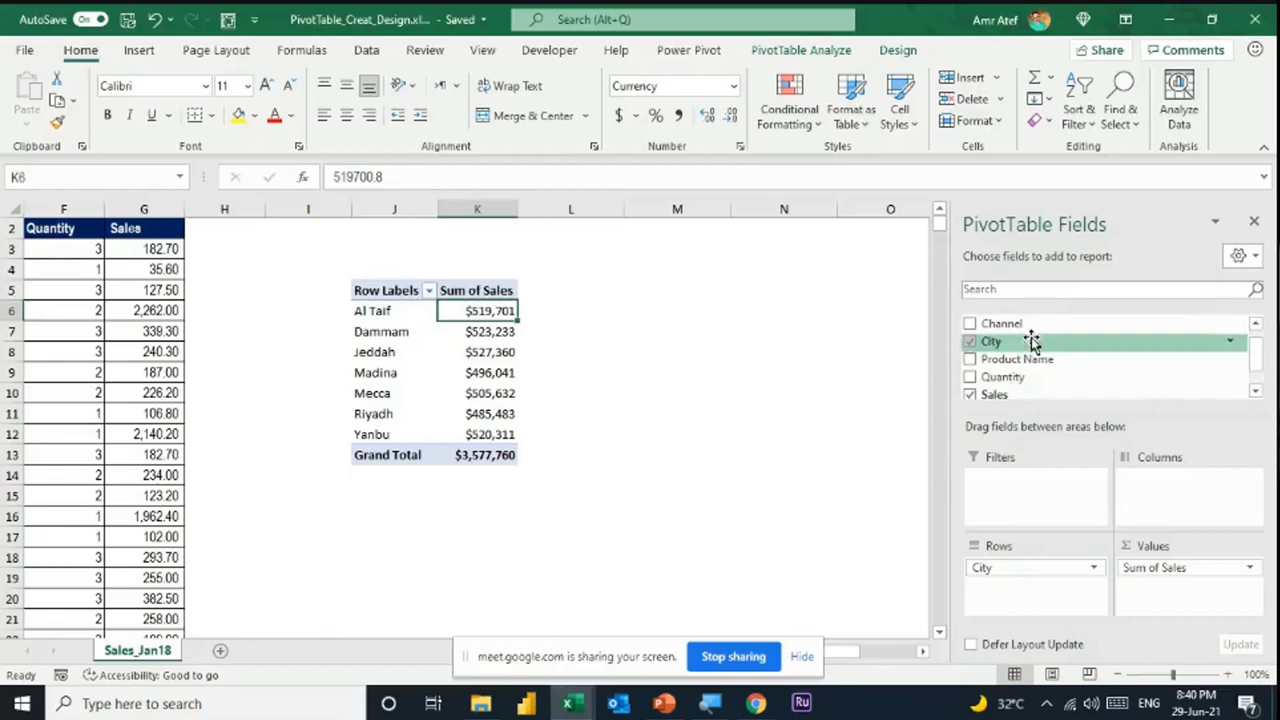 AutoSave On PivotTable_Creat_Design.xl... - Saved Search (Alt+Q) Amr Atef
File Home Insert Page Layout Formulas Data Review View Developer Help Power Pivot PivotTable Analyze Design Share Comments
Paste Calibri 11 Wrap Text Currency Insert
B I U Merge & Center $ % Conditional Formatting Format as Table Cell Styles Delete Format Sort & Filter Find & Select Analyze Data
Clipboard Font Alignment Number Styles Cells Editing Analysis
K6 fx 519700.8
F G H I J K L M N O
2 Quantity Sales
3 3 182.70
4 1 35.60
5 3 127.50 Row Labels Sum of Sales
6 2 2,262.00 Al Taif $519,701
7 3 339.30 Dammam $523,233
8 3 240.30 Jeddah $527,360
9 2 187.00 Madina $496,041
10 2 226.20 Mecca $505,632
11 1 106.80 Riyadh $485,483
12 1 2,140.20 Yanbu $520,311
13 3 182.70 Grand Total $3,577,760
14 2 234.00
15 2 123.20
16 1 1,962.40
17 1 102.00
18 3 293.70
19 3 255.00
20 3 382.50
21 2 258.00
PivotTable Fields
Choose fields to add to report:
Search
Channel
City
Product Name
Quantity
Sales
Drag fields between areas below:
Filters Columns
Rows Σ Values
City Sum of Sales
Defer Layout Update Update
Sales_Jan18
meet.google.com is sharing your screen. Stop sharing Hide
Ready Accessibility: Good to go 100%
Type here to search Ru 32°C ENG 8:40 PM
29-Jun-21 7